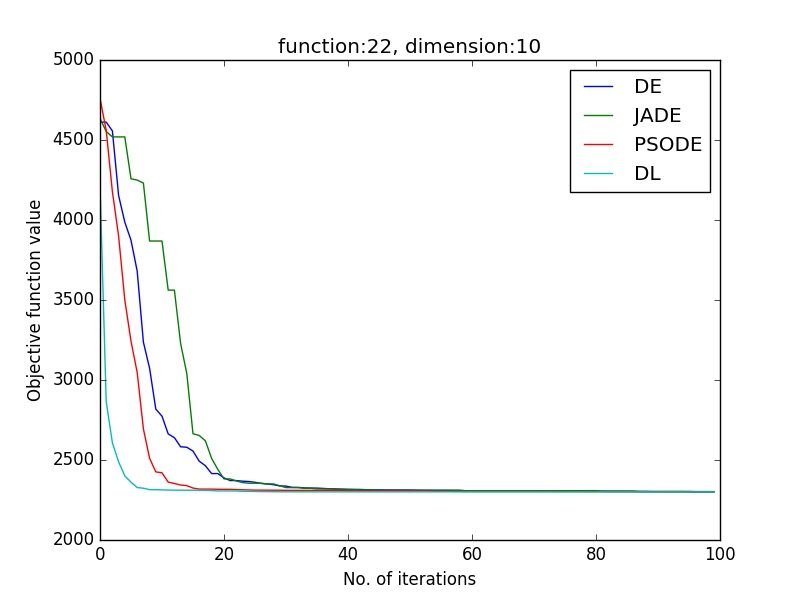 function:22, dimension:10
5000
4500
4000
3500
3000
2500
2000
Objective function value
DE
JADE
PSODE
DL
0 20 40 60 80 100
No. of iterations